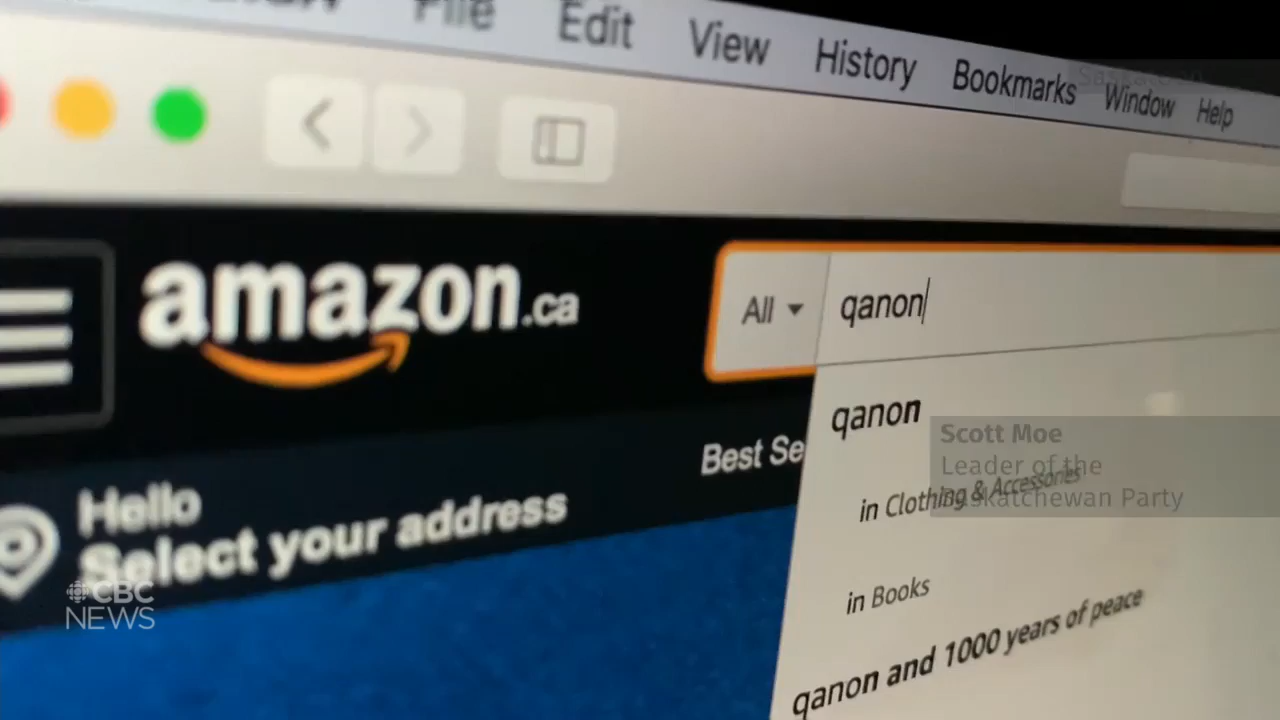 File Edit View History Bookmarks Window Help
Saskatoon
amazon.ca
All qanon
qanon
Scott Moe
Leader of the
Saskatchewan Party
in Clothing & Accessories
Best Se
Hello
Select your address
in Books
qanon and 1000 years of peace
CBC
NEWS